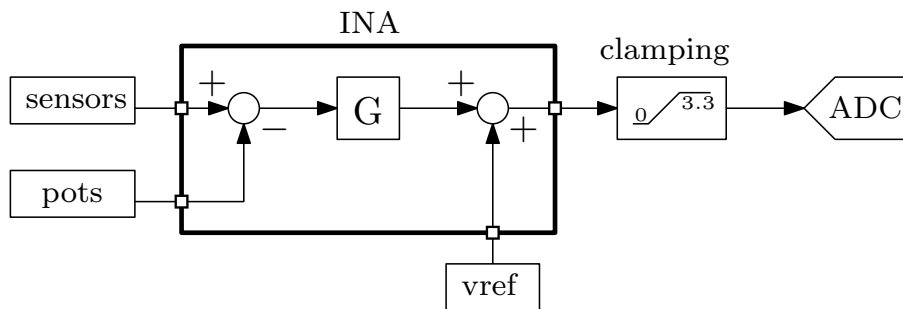 INA
clamping
sensors
+
+
0
3.3
ADC
−
G
+
pots
vref